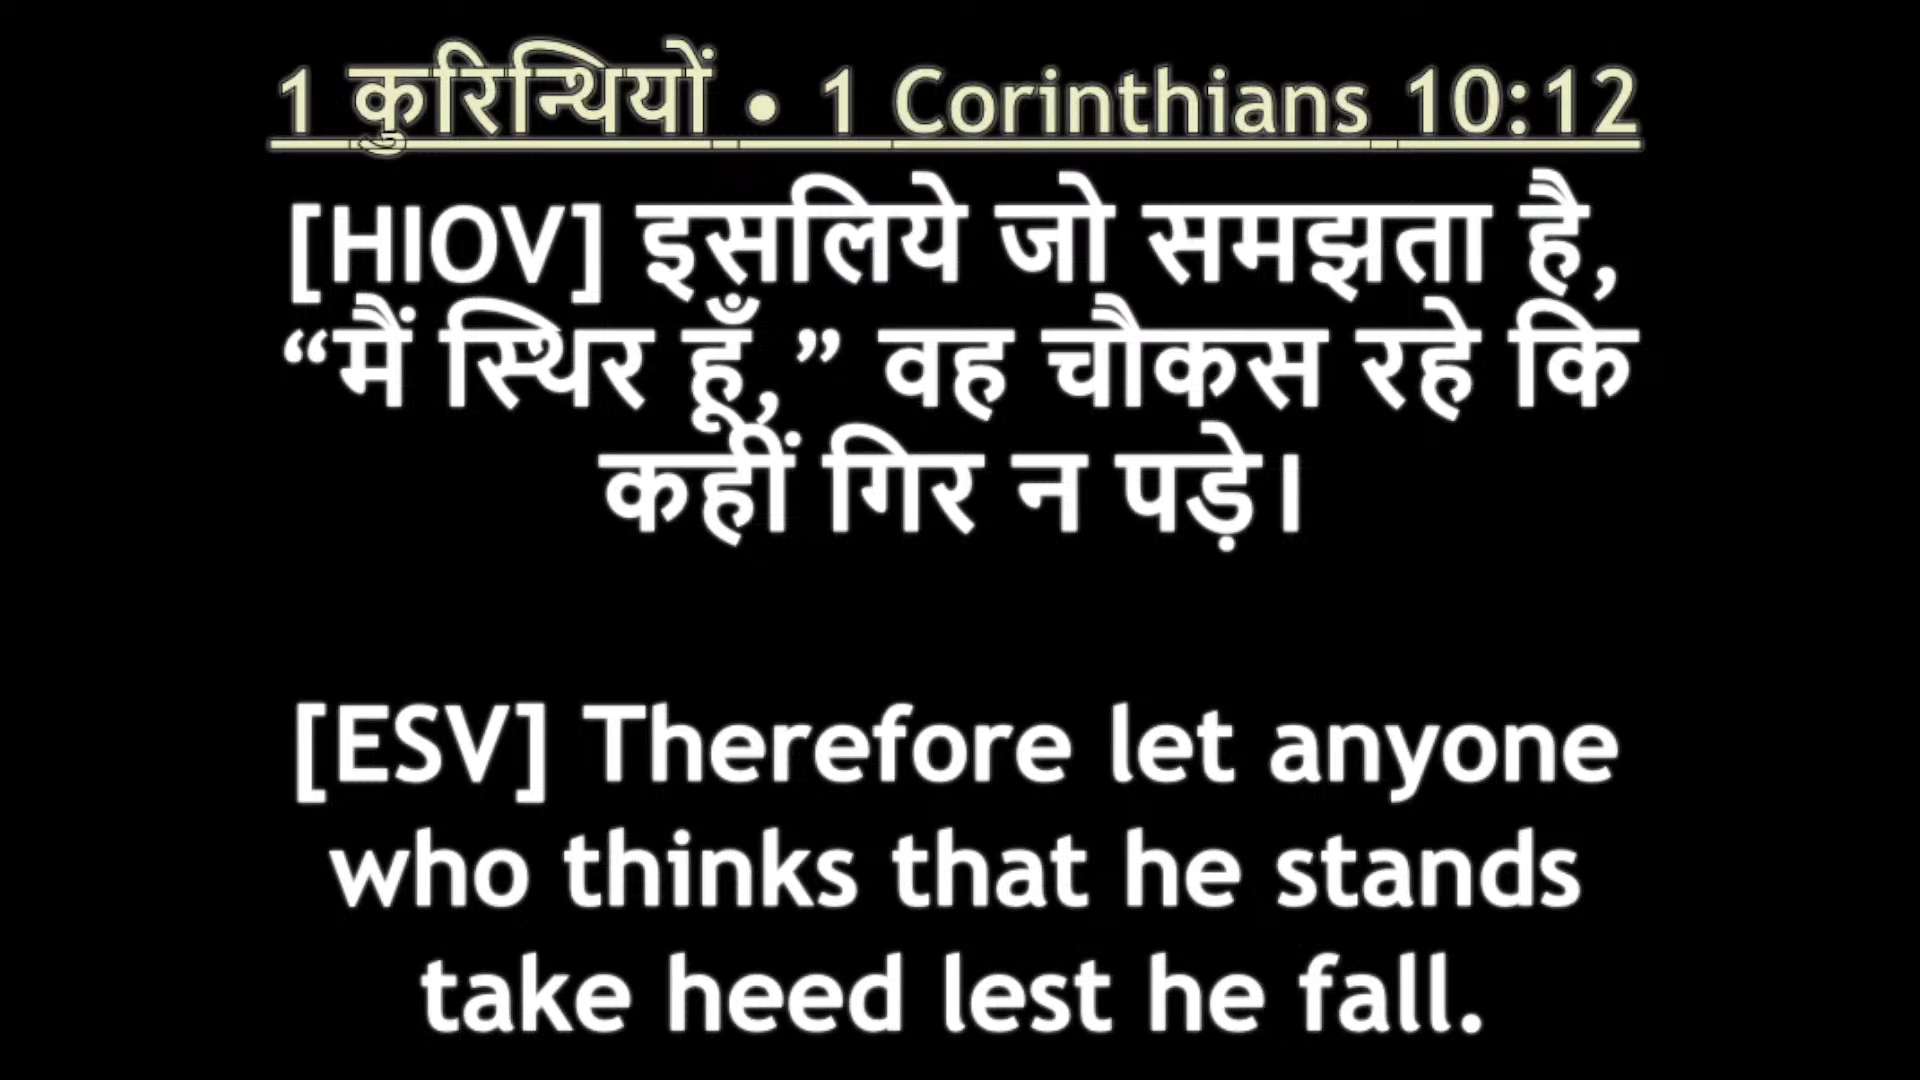 1 कुरिन्थियों • 1 Corinthians 10:12
[HIOV] इसलिये जो समझता है,
“मैं स्थिर हूँ,” वह चौकस रहे कि
कहीं गिर न पड़े।
[ESV] Therefore let anyone
who thinks that he stands
take heed lest he fall.